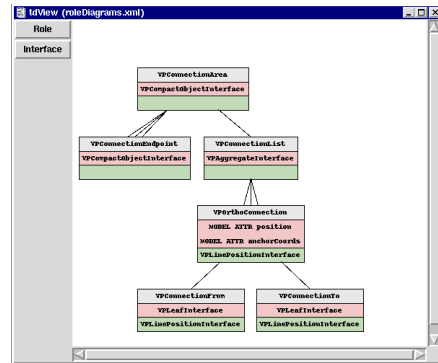 tdView (roleDiagrams.xml)
Role
Interface
VPConnectionArea
VPCompactObjectInterface
VPConnectionEndpoint
VPCompactObjectInterface
VPConnectionList
VPAggregateInterface
VPOrthoConnection
MODEL ATTR position
MODEL ATTR anchorCoords
VPLinePositionInterface
VPConnectionFrom
VPLeafInterface
VPLinePositionInterface
VPConnectionTo
VPLeafInterface
VPLinePositionInterface